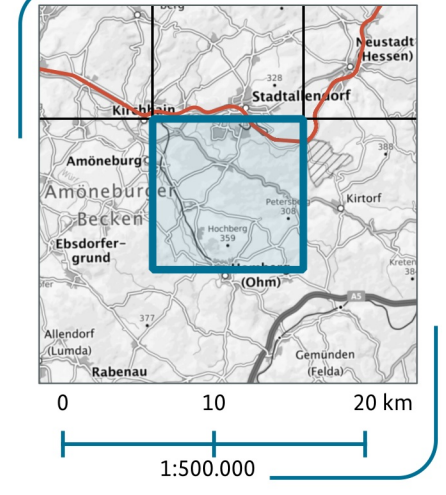 Neustadt
(Hessen)
328
Stadtallendorf
Kirchhain
388
Amöneburg
Amöneburger
Becken
Petersberg
308
Kirtorf
Hochberg
359
Ebsdorfer-
grund
(Ohm)
A5
377
Allendorf
(Lumda)
Gemünden
(Felda)
Rabenau
0 10 20 km
1:500.000